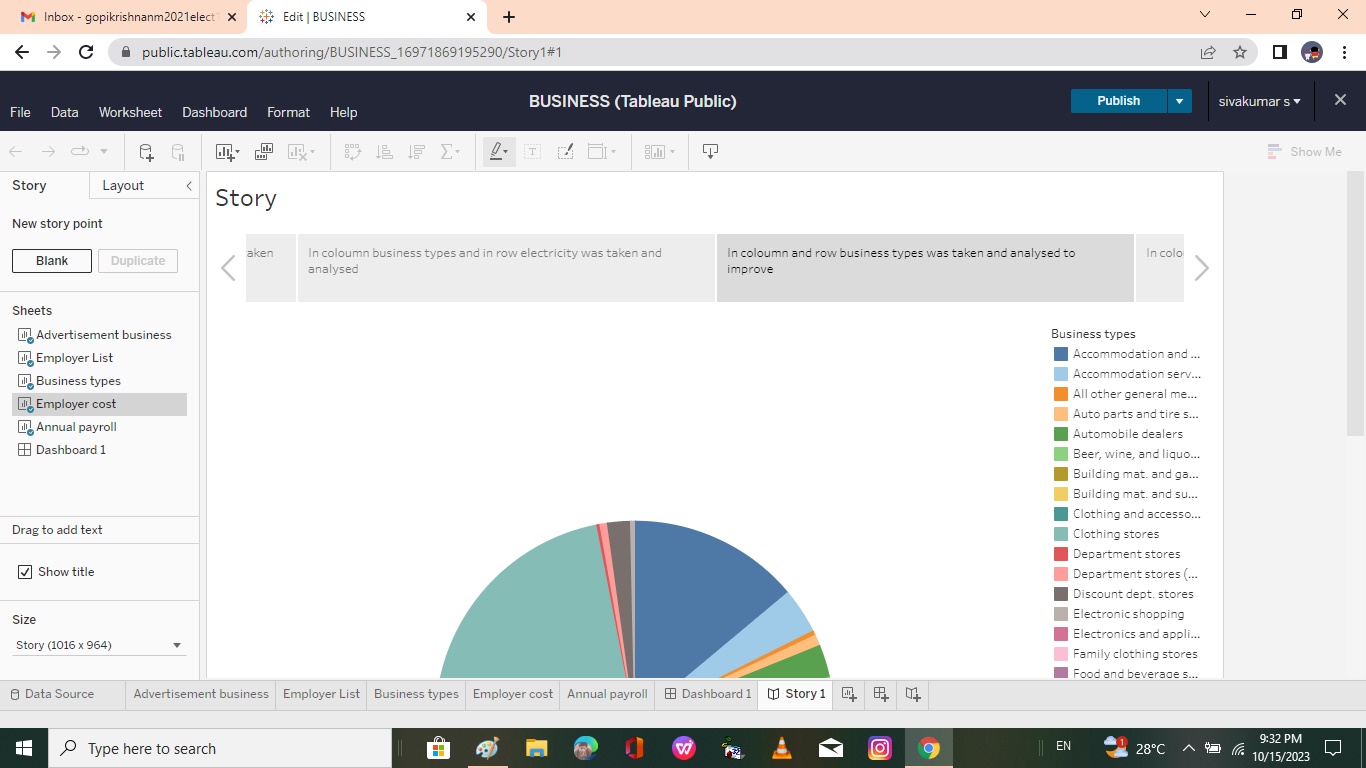 Inbox - gopikrishnanm2021elect
Edit | BUSINESS
public.tableau.com/authoring/BUSINESS_16971869195290/Story1#1
BUSINESS (Tableau Public)
File Data Worksheet Dashboard Format Help
Publish
sivakumar s
Show Me
Story
Layout
New story point
Blank
Duplicate
Sheets
Advertisement business
Employer List
Business types
Employer cost
Annual payroll
Dashboard 1
Drag to add text
Show title
Size
Story (1016 x 964)
Story
aken
In coloumn business types and in row electricity was taken and
analysed
In coloumn and row business types was taken and analysed to
improve
In colo
Business types
Accommodation and ...
Accommodation serv...
All other general me...
Auto parts and tire s...
Automobile dealers
Beer, wine, and liquo...
Building mat. and ga...
Building mat. and su...
Clothing and accesso...
Clothing stores
Department stores
Department stores (...
Discount dept. stores
Electronic shopping
Electronics and appli...
Family clothing stores
Food and beverage s...
Data Source Advertisement business Employer List Business types Employer cost Annual payroll Dashboard 1 Story 1
Type here to search
EN
1
28°C
9:32 PM
10/15/2023